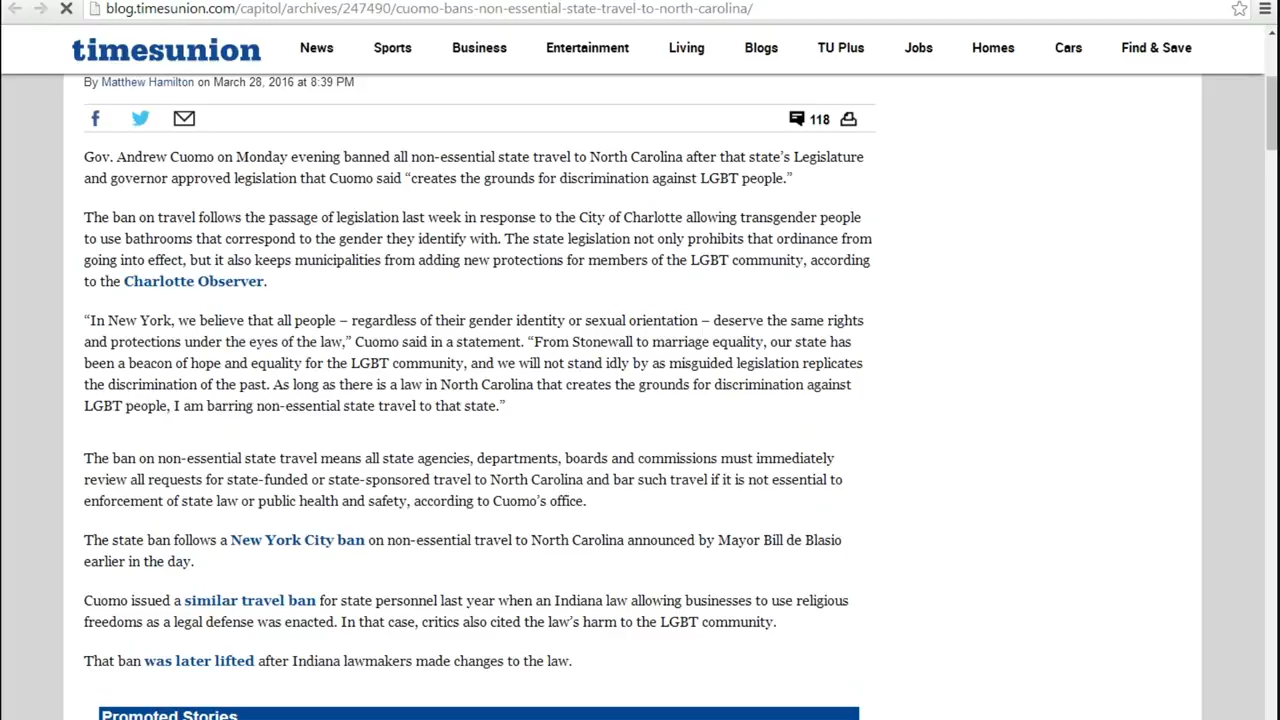 blog.timesunion.com/capitol/archives/247490/cuomo-bans-non-essential-state-travel-to-north-carolina/
timesunion News Sports Business Entertainment Living Blogs TU Plus Jobs Homes Cars Find & Save
By Matthew Hamilton on March 28, 2016 at 8:39 PM
118
Gov. Andrew Cuomo on Monday evening banned all non-essential state travel to North Carolina after that state’s Legislature
and governor approved legislation that Cuomo said “creates the grounds for discrimination against LGBT people.”
The ban on travel follows the passage of legislation last week in response to the City of Charlotte allowing transgender people
to use bathrooms that correspond to the gender they identify with. The state legislation not only prohibits that ordinance from
going into effect, but it also keeps municipalities from adding new protections for members of the LGBT community, according
to the Charlotte Observer.
“In New York, we believe that all people – regardless of their gender identity or sexual orientation – deserve the same rights
and protections under the eyes of the law,” Cuomo said in a statement. “From Stonewall to marriage equality, our state has
been a beacon of hope and equality for the LGBT community, and we will not stand idly by as misguided legislation replicates
the discrimination of the past. As long as there is a law in North Carolina that creates the grounds for discrimination against
LGBT people, I am barring non-essential state travel to that state.”
The ban on non-essential state travel means all state agencies, departments, boards and commissions must immediately
review all requests for state-funded or state-sponsored travel to North Carolina and bar such travel if it is not essential to
enforcement of state law or public health and safety, according to Cuomo’s office.
The state ban follows a New York City ban on non-essential travel to North Carolina announced by Mayor Bill de Blasio
earlier in the day.
Cuomo issued a similar travel ban for state personnel last year when an Indiana law allowing businesses to use religious
freedoms as a legal defense was enacted. In that case, critics also cited the law’s harm to the LGBT community.
That ban was later lifted after Indiana lawmakers made changes to the law.
Promoted Stories